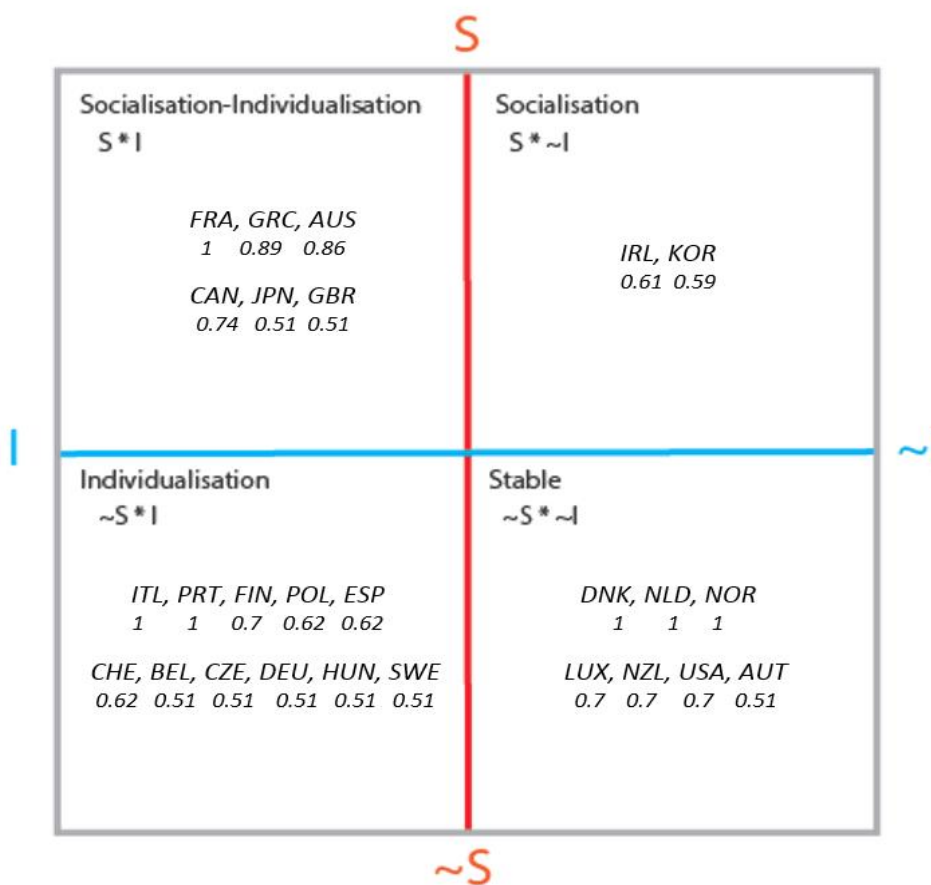 S
Socialisation-Individualisation
S * I
FRA, GRC, AUS
1 0.89 0.86
CAN, JPN, GBR
0.74 0.51 0.51
Socialisation
S * ~I
IRL, KOR
0.61 0.59
I
~
Individualisation
~S * I
ITL, PRT, FIN, POL, ESP
1 1 0.7 0.62 0.62
CHE, BEL, CZE, DEU, HUN, SWE
0.62 0.51 0.51 0.51 0.51 0.51
Stable
~S * ~I
DNK, NLD, NOR
1 1 1
LUX, NZL, USA, AUT
0.7 0.7 0.7 0.51
~S